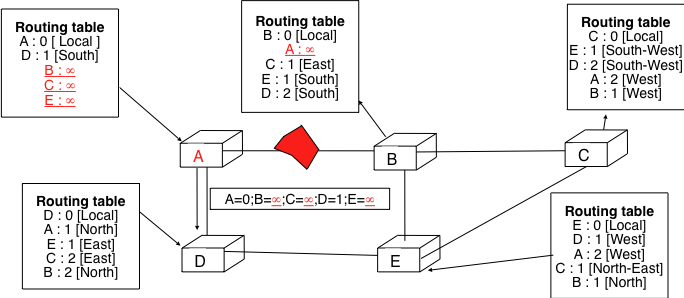 Routing table
A : 0 [ Local ]
D : 1 [South]
B : ∞
C : ∞
E : ∞
Routing table
B : 0 [Local]
A : ∞
C : 1 [East]
E : 1 [South]
D : 2 [South]
Routing table
C : 0 [Local]
E : 1 [South-West]
D : 2 [South-West]
A : 2 [West]
B : 1 [West]
A
B
C
A=0;B=∞;C=∞;D=1;E=∞
Routing table
D : 0 [Local]
A : 1 [North]
E : 1 [East]
C : 2 [East]
B : 2 [North]
D
E
Routing table
E : 0 [Local]
D : 1 [West]
A : 2 [West]
C : 1 [North-East]
B : 1 [North]